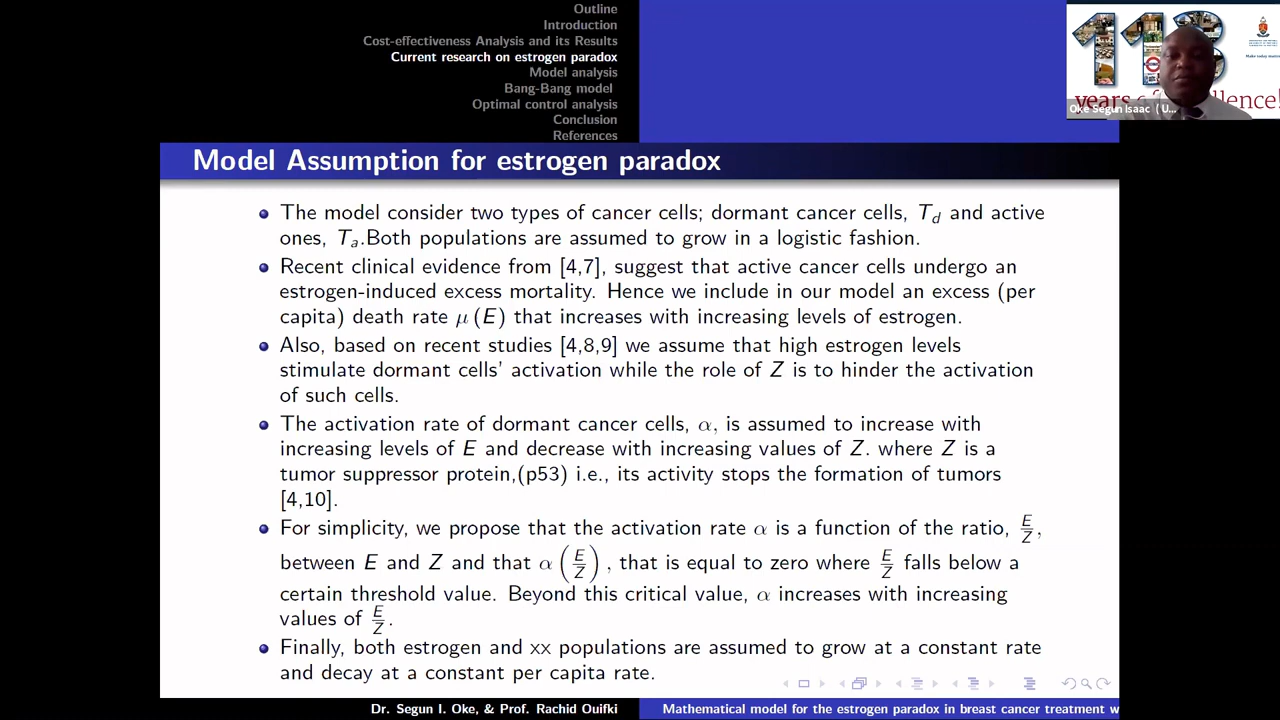 Outline
Introduction
Cost-effectiveness Analysis and its Results
Current research on estrogen paradox
Model analysis
Bang-Bang model
Optimal control analysis
Conclusion
References
113
years of excellence!
Oke Segun Isaac ( U...
Model Assumption for estrogen paradox
The model consider two types of cancer cells; dormant cancer cells, T_d and active
ones, T_a.Both populations are assumed to grow in a logistic fashion.
Recent clinical evidence from [4,7], suggest that active cancer cells undergo an
estrogen-induced excess mortality. Hence we include in our model an excess (per
capita) death rate μ (E) that increases with increasing levels of estrogen.
Also, based on recent studies [4,8,9] we assume that high estrogen levels
stimulate dormant cells' activation while the role of Z is to hinder the activation
of such cells.
The activation rate of dormant cancer cells, α, is assumed to increase with
increasing levels of E and decrease with increasing values of Z. where Z is a
tumor suppressor protein,(p53) i.e., its activity stops the formation of tumors
[4,10].
For simplicity, we propose that the activation rate α is a function of the ratio, E/Z,
between E and Z and that α (E/Z) , that is equal to zero where E/Z falls below a
certain threshold value. Beyond this critical value, α increases with increasing
values of E/Z.
Finally, both estrogen and xx populations are assumed to grow at a constant rate
and decay at a constant per capita rate.
Dr. Segun I. Oke, & Prof. Rachid Ouifki
Mathematical model for the estrogen paradox in breast cancer treatment w